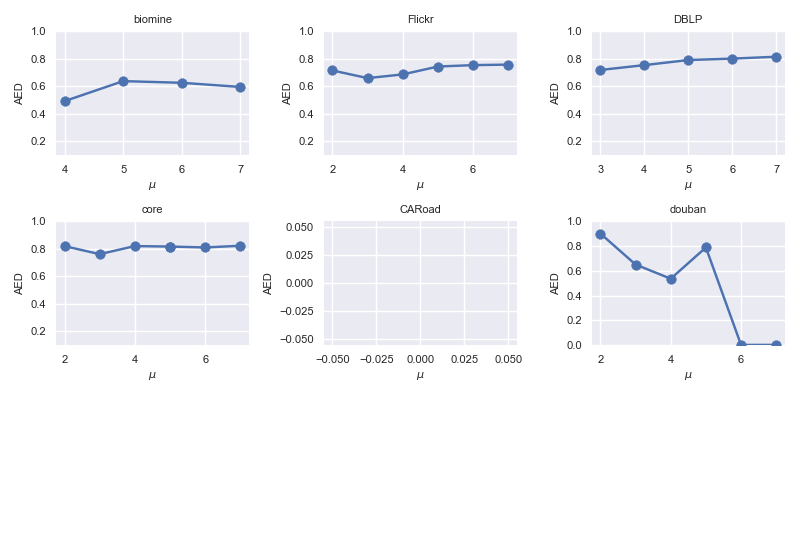 biomine
1.0
0.8
0.6
0.4
0.2
AED
4 5 6 7
μ
Flickr
1.0
0.8
0.6
0.4
0.2
AED
2 4 6
μ
DBLP
1.0
0.8
0.6
0.4
0.2
AED
3 4 5 6 7
μ
core
1.0
0.8
0.6
0.4
0.2
AED
2 4 6
μ
CARoad
0.050
0.025
0.000
−0.025
−0.050
AED
−0.050 −0.025 0.000 0.025 0.050
μ
douban
1.0
0.8
0.6
0.4
0.2
0.0
AED
2 4 6
μ